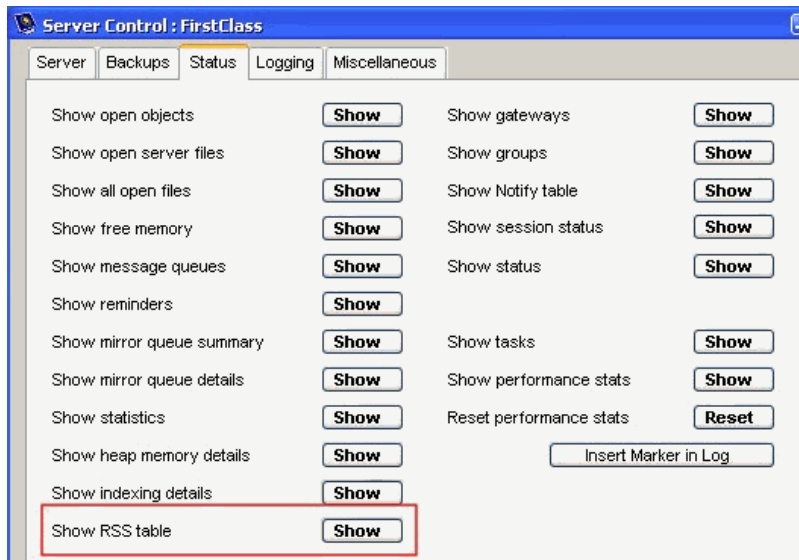 Server Control : FirstClass
Server Backups Status Logging Miscellaneous
Show open objects Show Show gateways Show
Show open server files Show Show groups Show
Show all open files Show Show Notify table Show
Show free memory Show Show session status Show
Show message queues Show Show status Show
Show reminders Show
Show mirror queue summary Show Show tasks Show
Show mirror queue details Show Show performance stats Show
Show statistics Show Reset performance stats Reset
Show heap memory details Show Insert Marker in Log
Show indexing details Show
Show RSS table Show